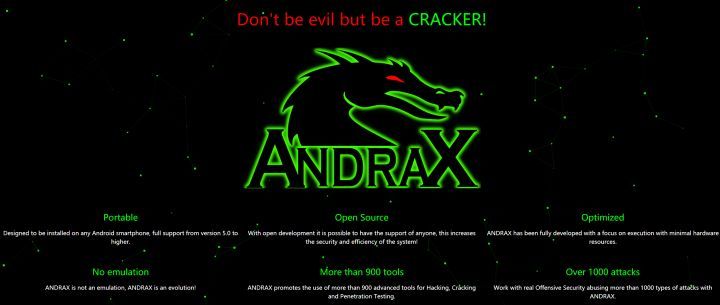 Don't be evil but be a CRACKER!
ANDRAX
Portable
Designed to be installed on any Android smartphone, full support from version 5.0 to
higher.
Open Source
With open development it is possible to have the support of anyone, this increases
the security and efficiency of the system!
Optimized
ANDRAX has been fully developed with a focus on execution with minimal hardware
resources.
No emulation
ANDRAX is not an emulation, ANDRAX is an evolution!
More than 900 tools
ANDRAX promotes the use of more than 900 advanced tools for Hacking, Cracking
and Penetration Testing.
Over 1000 attacks
Work with real Offensive Security abusing more than 1000 types of attacks with
ANDRAX.